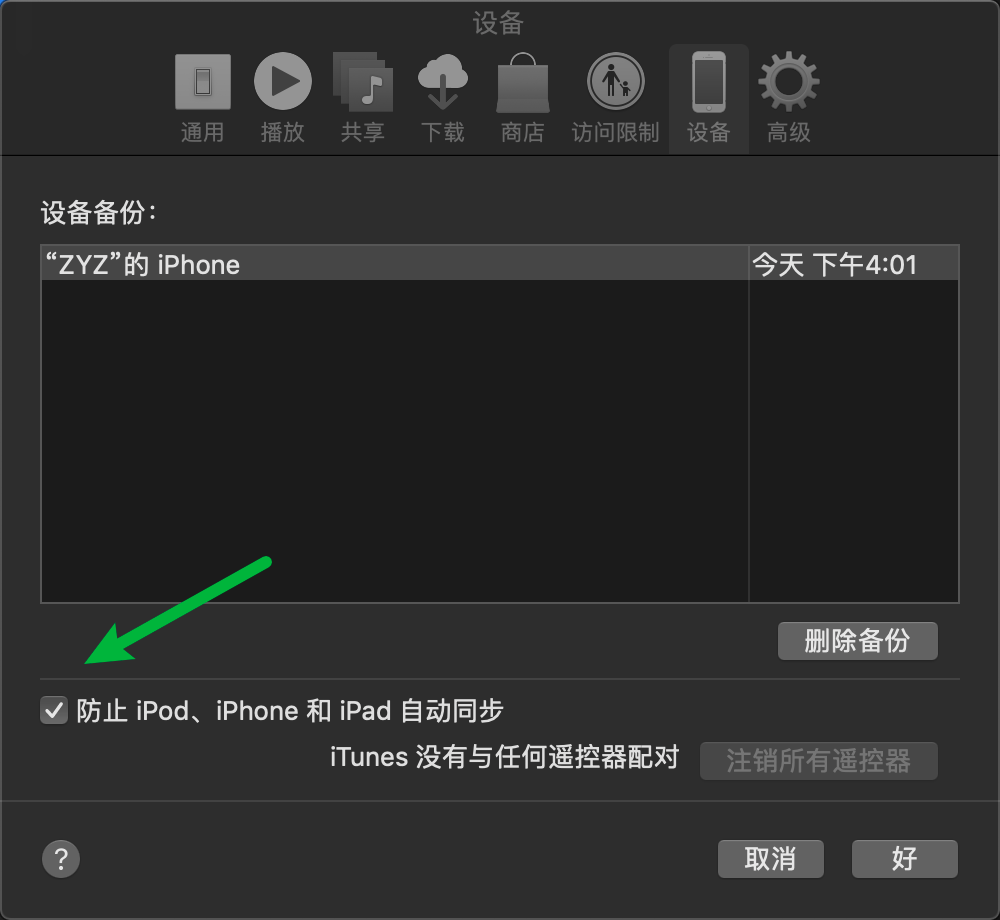 设备
通用 播放 共享 下载 商店 访问限制 设备 高级
设备备份：
“ZYZ”的 iPhone 今天 下午4:01
删除备份
防止 iPod、iPhone 和 iPad 自动同步
iTunes 没有与任何遥控器配对 注销所有遥控器
? 取消 好